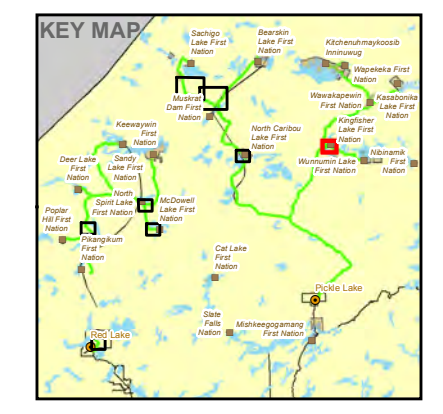 KEY MAP
Sachigo
Lake First
Nation
Bearskin
Lake First
Nation
Kitchenuhmaykoosib
Inninuwug
Wapekeka First
Nation
Muskrat
Dam First
Nation
Wawakapewin
First Nation
Kasabonika
Lake First
Nation
Keewaywin
First
Nation
North Caribou
Lake First
Nation
Kingfisher
Lake First
Nation
Deer Lake
First
Nation
Sandy
Lake First
Nation
Wunnumin Lake
First Nation
Nibinamik
First
Nation
North
Spirit Lake
First Nation
McDowell
Lake First
Nation
Poplar
Hill First
Nation
Pikangikum
First
Nation
Cat Lake
First
Nation
Pickle Lake
Slate
Falls
Nation
Mishkeegogamang
First Nation
Red Lake